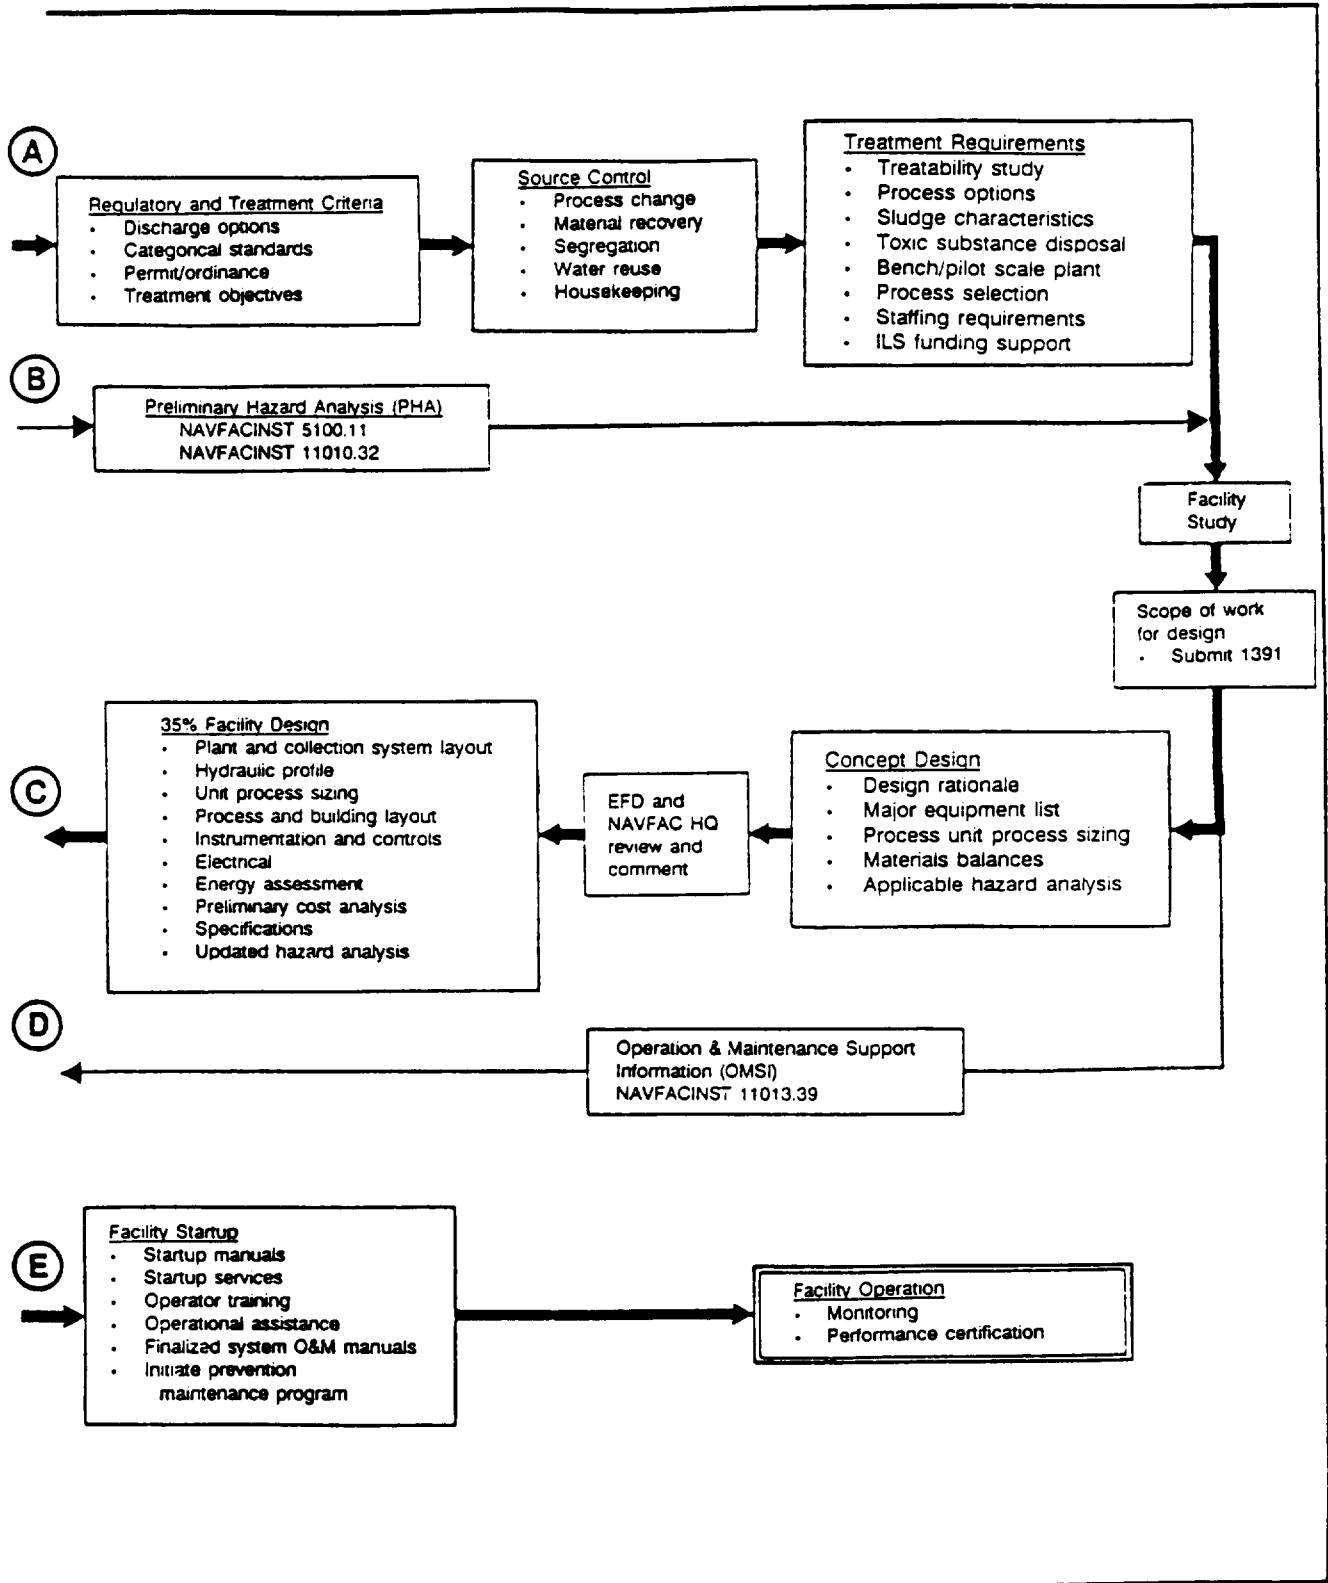 A
Regulatory and Treatment Criteria
· Discharge options
· Categorical standards
· Permit/ordinance
· Treatment objectives
Source Control
· Process change
· Material recovery
· Segregation
· Water reuse
· Housekeeping
Treatment Requirements
· Treatability study
· Process options
· Sludge characteristics
· Toxic substance disposal
· Bench/pilot scale plant
· Process selection
· Staffing requirements
· ILS funding support
B
Preliminary Hazard Analysis (PHA)
NAVFACINST 5100.11
NAVFACINST 11010.32
Facility
Study
Scope of work
for design
· Submit 1391
C
35% Facility Design
· Plant and collection system layout
· Hydraulic profile
· Unit process sizing
· Process and building layout
· Instrumentation and controls
· Electrical
· Energy assessment
· Preliminary cost analysis
· Specifications
· Updated hazard analysis
EFD and
NAVFAC HQ
review and
comment
Concept Design
· Design rationale
· Major equipment list
· Process unit process sizing
· Materials balances
· Applicable hazard analysis
D
Operation & Maintenance Support
Information (OMSI)
NAVFACINST 11013.39
E
Facility Startup
· Startup manuals
· Startup services
· Operator training
· Operational assistance
· Finalized system O&M manuals
· Initiate prevention
maintenance program
Facility Operation
· Monitoring
· Performance certification